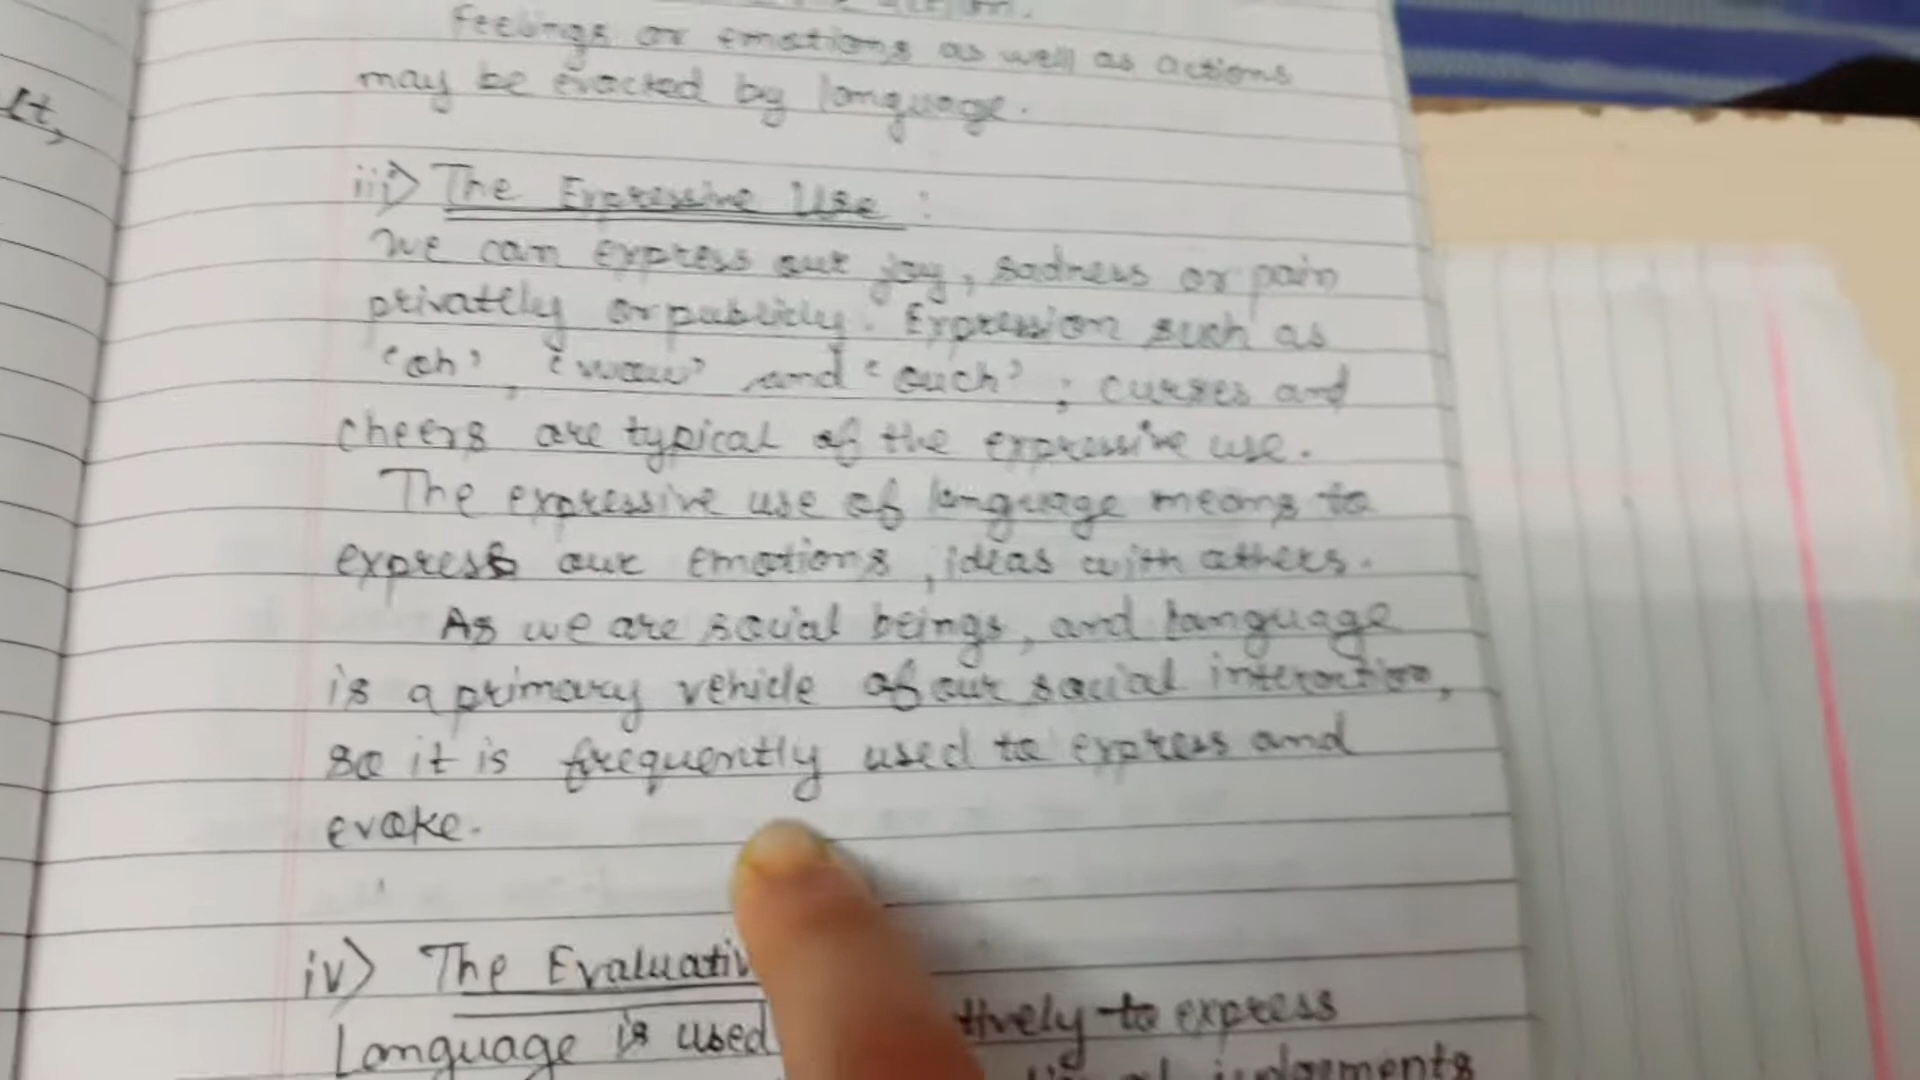 lt,
feelings or emotions as well as actions
may be evacted by language.
iii) The Expressive Use :
We can express our joy, sadness or pain
privatlly or publicly. Expression such as
'oh', 'wow' and 'ouch'; curses and
cheers are typical of the expressive use.
The expressive use of language means to
express our emotions, ideas with others.
As we are social beings, and language
is a primary vehicle of our social interaction,
so it is frequently used to express and
evoke.
iv) The
Language is used to express
judgements